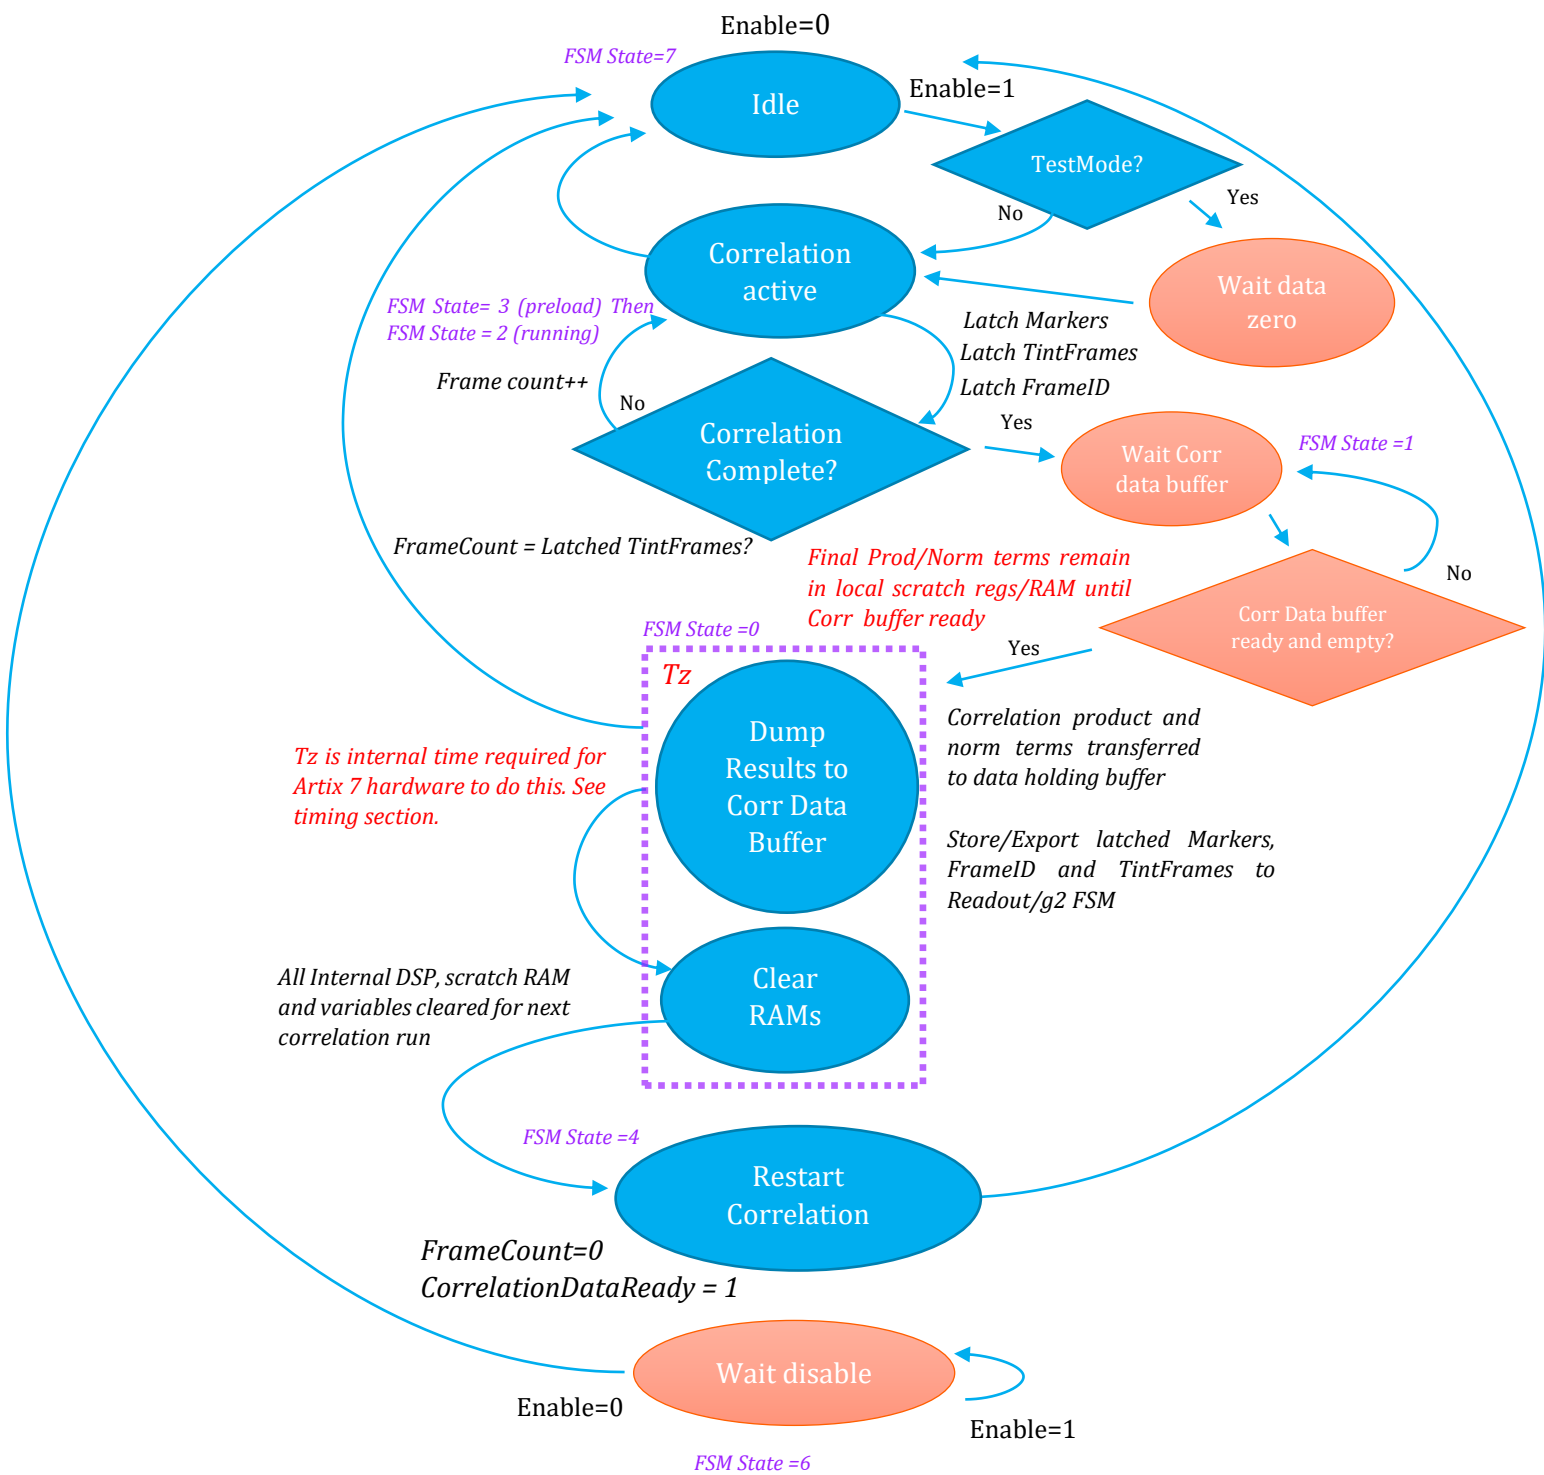 Enable=0
FSM State=7
Idle
Enable=1
TestMode?
Yes
No
Correlation
active
Wait data
zero
FSM State= 3 (preload) Then
FSM State = 2 (running)
Latch Markers
Latch TintFrames
Latch FrameID
Frame count++
No
Correlation
Complete?
Yes
Wait Corr
data buffer
FSM State =1
FrameCount = Latched TintFrames?
Final Prod/Norm terms remain
in local scratch regs/RAM until
Corr buffer ready
No
Corr Data buffer
ready and empty?
Yes
FSM State =0
Tz
Dump
Results to
Corr Data
Buffer
Correlation product and
norm terms transferred
to data holding buffer
Tz is internal time required for
Artix 7 hardware to do this. See
timing section.
Store/Export latched Markers,
FrameID and TintFrames to
Readout/g2 FSM
All Internal DSP, scratch RAM
and variables cleared for next
correlation run
Clear
RAMs
FSM State =4
Restart
Correlation
FrameCount=0
CorrelationDataReady = 1
Wait disable
Enable=0
Enable=1
FSM State =6